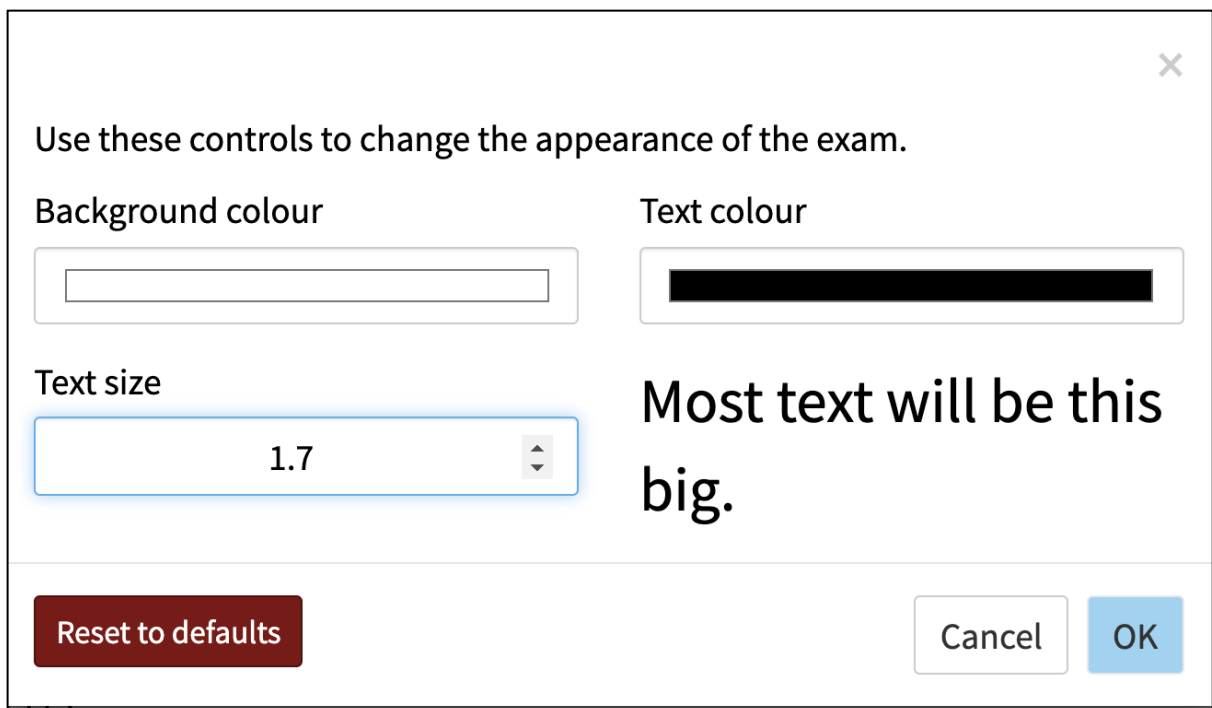 ×
Use these controls to change the appearance of the exam.
Background colour
Text colour
Text size
1.7
Most text will be this
big.
Reset to defaults
Cancel
OK